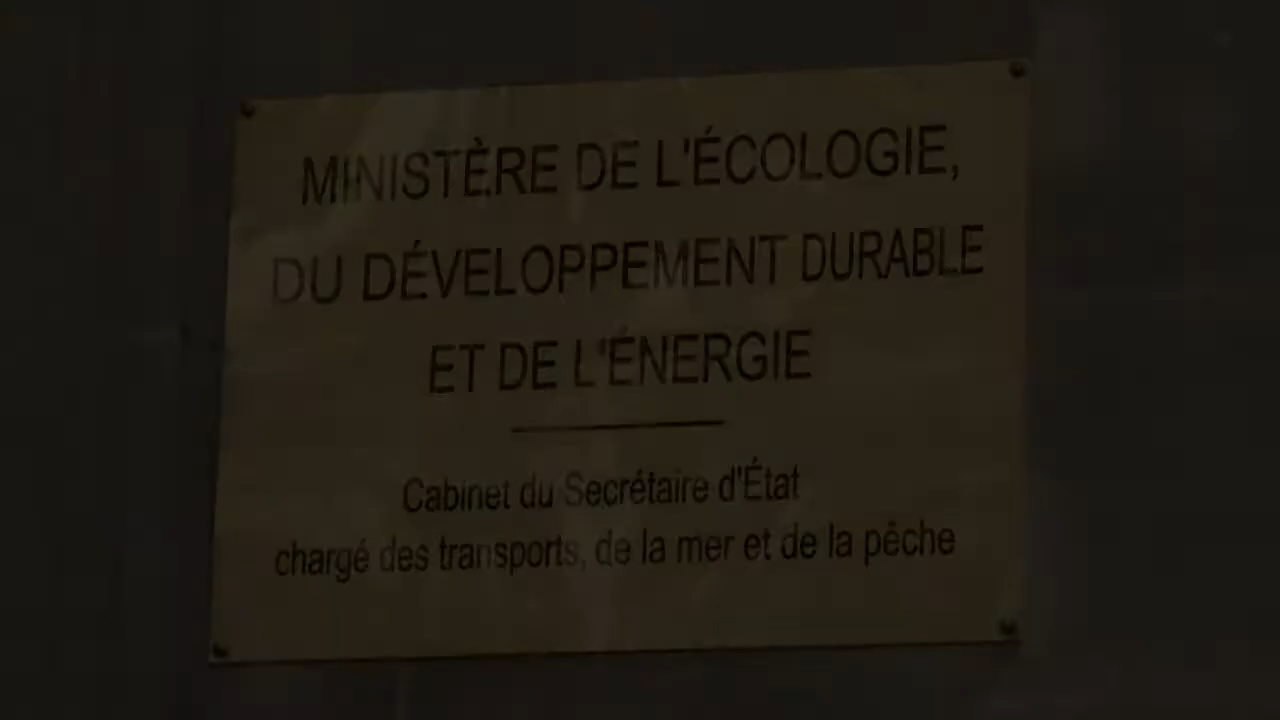 MINISTÈRE DE L'ÉCOLOGIE,
DU DÉVELOPPEMENT DURABLE
ET DE L'ÉNERGIE
Cabinet du Secrétaire d'État
chargé des transports, de la mer et de la pêche